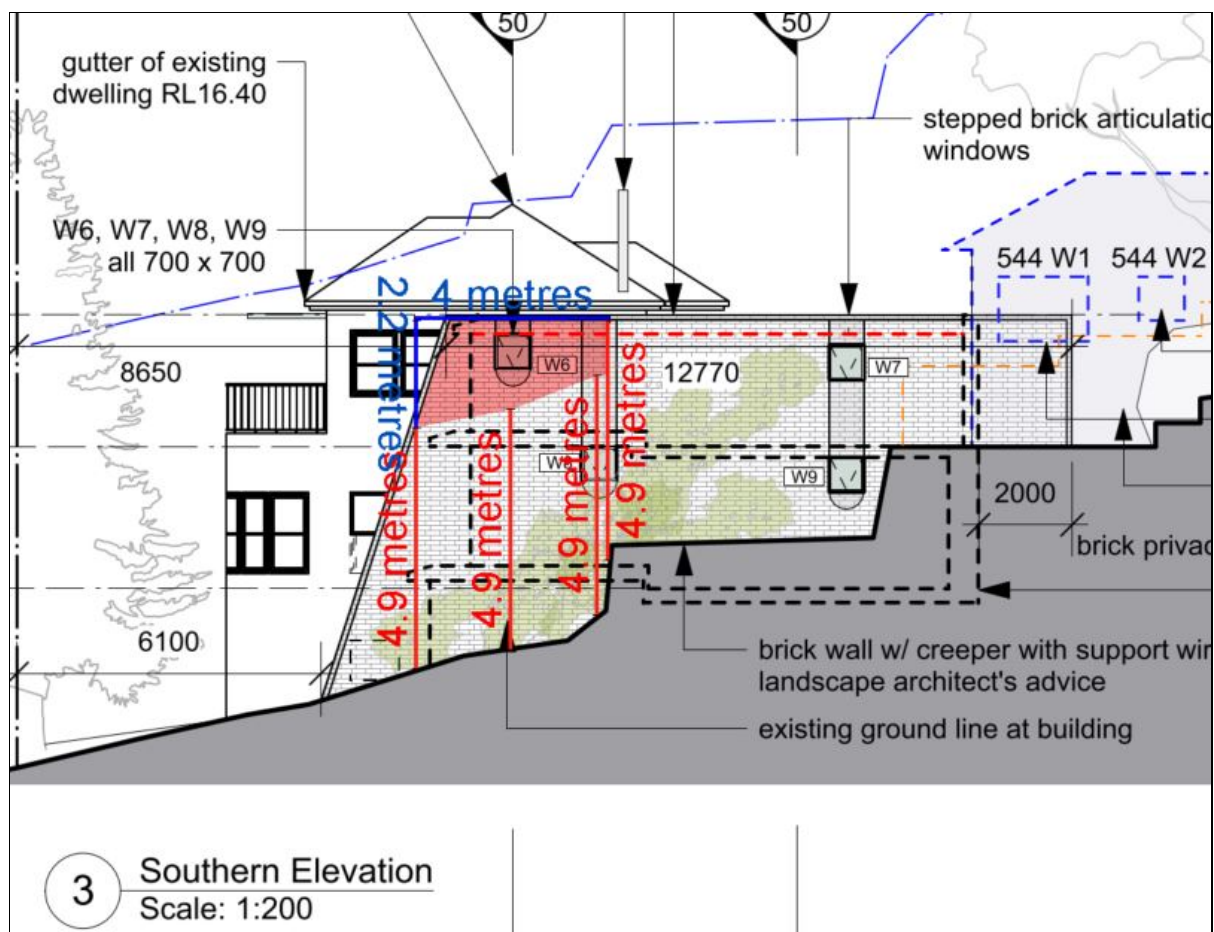 50
50
gutter of existing
dwelling RL16.40
stepped brick articulatio
windows
W6, W7, W8, W9
all 700 x 700
544 W1
544 W2
4 metres
2.2 metres
8650
W6
12770
W7
W8
W9
4.9 metres
4.9 metres
4.9 metres
4.9 metres
2000
brick privac
6100
brick wall w/ creeper with support wir
landscape architect's advice
existing ground line at building
3
Southern Elevation
Scale: 1:200